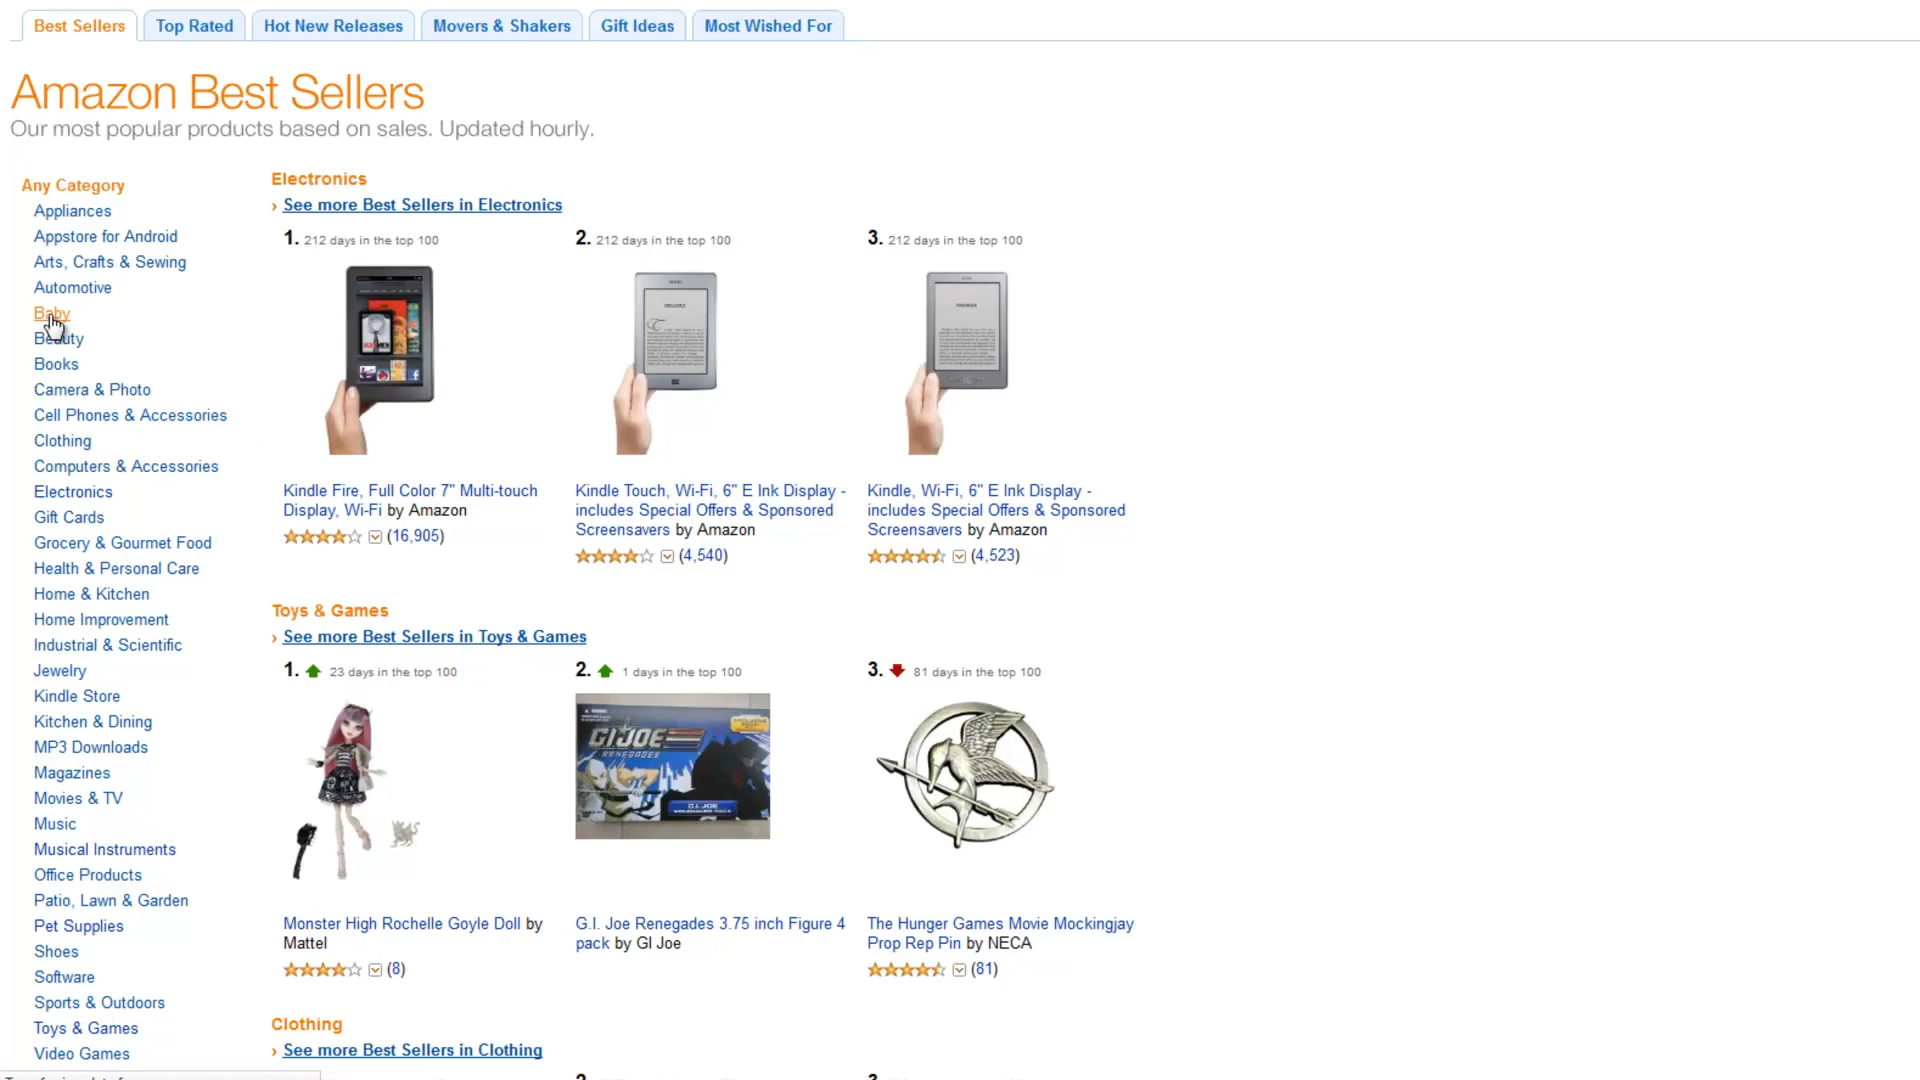 Best Sellers
Top Rated
Hot New Releases
Movers & Shakers
Gift Ideas
Most Wished For
Amazon Best Sellers
Our most popular products based on sales. Updated hourly.
Any Category
Appliances
Appstore for Android
Arts, Crafts & Sewing
Automotive
Baby
Beauty
Books
Camera & Photo
Cell Phones & Accessories
Clothing
Computers & Accessories
Electronics
Gift Cards
Grocery & Gourmet Food
Health & Personal Care
Home & Kitchen
Home Improvement
Industrial & Scientific
Jewelry
Kindle Store
Kitchen & Dining
MP3 Downloads
Magazines
Movies & TV
Music
Musical Instruments
Office Products
Patio, Lawn & Garden
Pet Supplies
Shoes
Software
Sports & Outdoors
Toys & Games
Video Games
Electronics
› See more Best Sellers in Electronics
1. 212 days in the top 100
Kindle Fire, Full Color 7" Multi-touch
Display, Wi-Fi by Amazon
(16,905)
2. 212 days in the top 100
Kindle Touch, Wi-Fi, 6" E Ink Display -
includes Special Offers & Sponsored
Screensavers by Amazon
(4,540)
3. 212 days in the top 100
Kindle, Wi-Fi, 6" E Ink Display -
includes Special Offers & Sponsored
Screensavers by Amazon
(4,523)
Toys & Games
› See more Best Sellers in Toys & Games
1. 23 days in the top 100
Monster High Rochelle Goyle Doll by
Mattel
(8)
2. 1 days in the top 100
GI JOE
RENEGADES
G.I. JOE
G.I. Joe Renegades 3.75 inch Figure 4
pack by GI Joe
3. 81 days in the top 100
The Hunger Games Movie Mockingjay
Prop Rep Pin by NECA
(81)
Clothing
› See more Best Sellers in Clothing